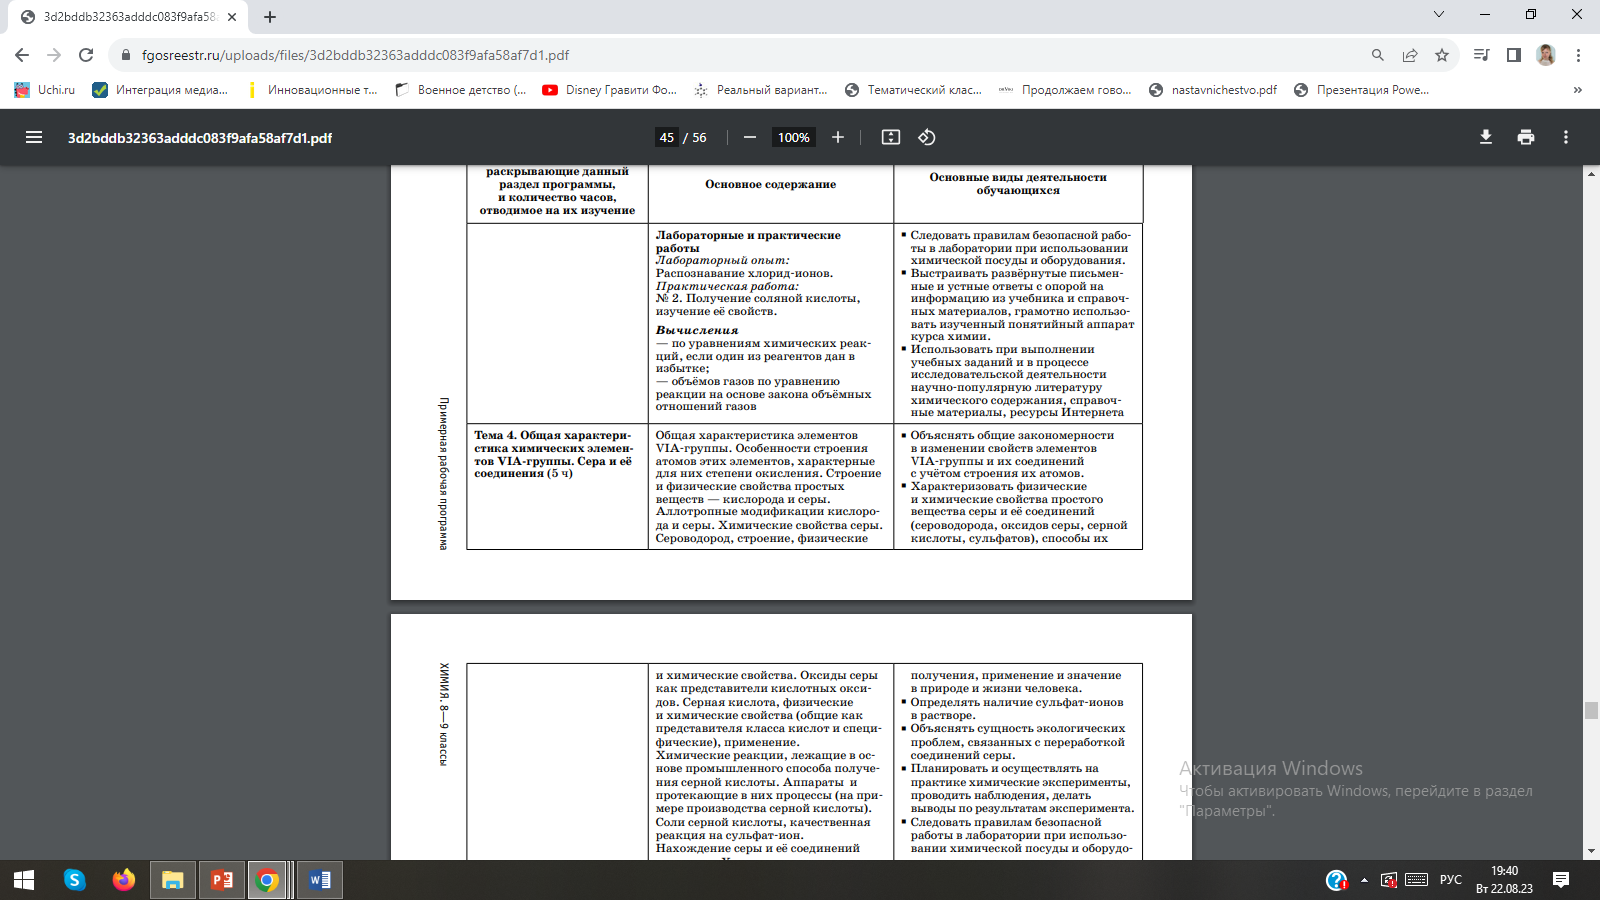 3d2bddb32363adddc083f9afa58
fgosreestr.ru/uploads/files/3d2bddb32363adddc083f9afa58af7d1.pdf
Uchi.ru
Интеграция медиа...
Инновационные т...
Военное детство (...
Disney Гравити Фо...
Реальный вариант...
Тематический клас...
Продолжаем гово...
nastavnichestvo.pdf
Презентация Powe...
3d2bddb32363adddc083f9afa58af7d1.pdf
45 / 56
100%
раскрывающие данный
раздел программы,
и количество часов,
отводимое на их изучение
Основное содержание
Основные виды деятельности
обучающихся
Лабораторные и практические
работы
Лабораторный опыт:
Распознавание хлорид-ионов.
Практическая работа:
№ 2. Получение соляной кислоты,
изучение её свойств.
Вычисления
— по уравнениям химических реак-
ций, если один из реагентов дан в
избытке;
— объёмов газов по уравнению
реакции на основе закона объёмных
отношений газов
▪ Следовать правилам безопасной рабо-
ты в лаборатории при использовании
химической посуды и оборудования.
▪ Выстраивать развёрнутые письмен-
ные и устные ответы с опорой на
информацию из учебника и справоч-
ных материалов, грамотно использо-
вать изученный понятийный аппарат
курса химии.
▪ Использовать при выполнении
учебных заданий и в процессе
исследовательской деятельности
научно-популярную литературу
химического содержания, справоч-
ные материалы, ресурсы Интернета
Тема 4. Общая характери-
стика химических элемен-
тов VIA-группы. Сера и её
соединения (5 ч)
Общая характеристика элементов
VIA-группы. Особенности строения
атомов этих элементов, характерные
для них степени окисления. Строение
и физические свойства простых
веществ — кислорода и серы.
Аллотропные модификации кислоро-
да и серы. Химические свойства серы.
Сероводород, строение, физические
▪ Объяснять общие закономерности
в изменении свойств элементов
VIA-группы и их соединений
с учётом строения их атомов.
▪ Характеризовать физические
и химические свойства простого
вещества серы и её соединений
(сероводорода, оксидов серы, серной
кислоты, сульфатов), способы их
Примерная рабочая программа
ХИМИЯ. 8—9 классы
и химические свойства. Оксиды серы
как представители кислотных окси-
дов. Серная кислота, физические
и химические свойства (общие как
представителя класса кислот и специ-
фические), применение.
Химические реакции, лежащие в ос-
нове промышленного способа получе-
ния серной кислоты. Аппараты и
протекающие в них процессы (на при-
мере производства серной кислоты).
Соли серной кислоты, качественная
реакция на сульфат-ион.
Нахождение серы и её соединений
получения, применение и значение
в природе и жизни человека.
▪ Определять наличие сульфат-ионов
в растворе.
▪ Объяснять сущность экологических
проблем, связанных с переработкой
соединений серы.
▪ Планировать и осуществлять на
практике химические эксперименты,
проводить наблюдения, делать
выводы по результатам эксперимента.
▪ Следовать правилам безопасной
работы в лаборатории при использо-
вании химической посуды и оборудо-
Активация Windows
Чтобы активировать Windows, перейдите в раздел
"Параметры".
РУС
19:40
Вт 22.08.23